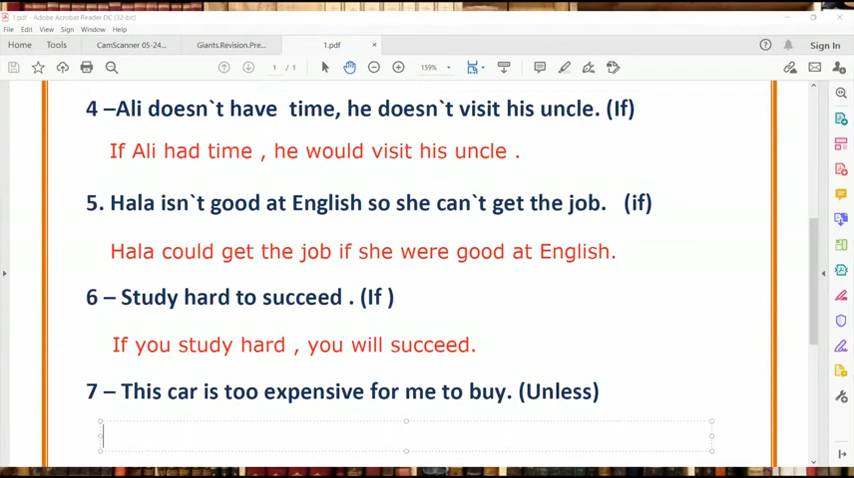 1.pdf - Adobe Acrobat Reader DC (32-bit)
File Edit View Sign Window Help
Home Tools CamScanner 05-24... Giants.Revision.Pre... 1.pdf × Sign In
1 / 1 159%
4 –Ali doesn`t have time, he doesn`t visit his uncle. (If)
If Ali had time , he would visit his uncle .
5. Hala isn`t good at English so she can`t get the job. (if)
Hala could get the job if she were good at English.
6 – Study hard to succeed . (If )
If you study hard , you will succeed.
7 – This car is too expensive for me to buy. (Unless)